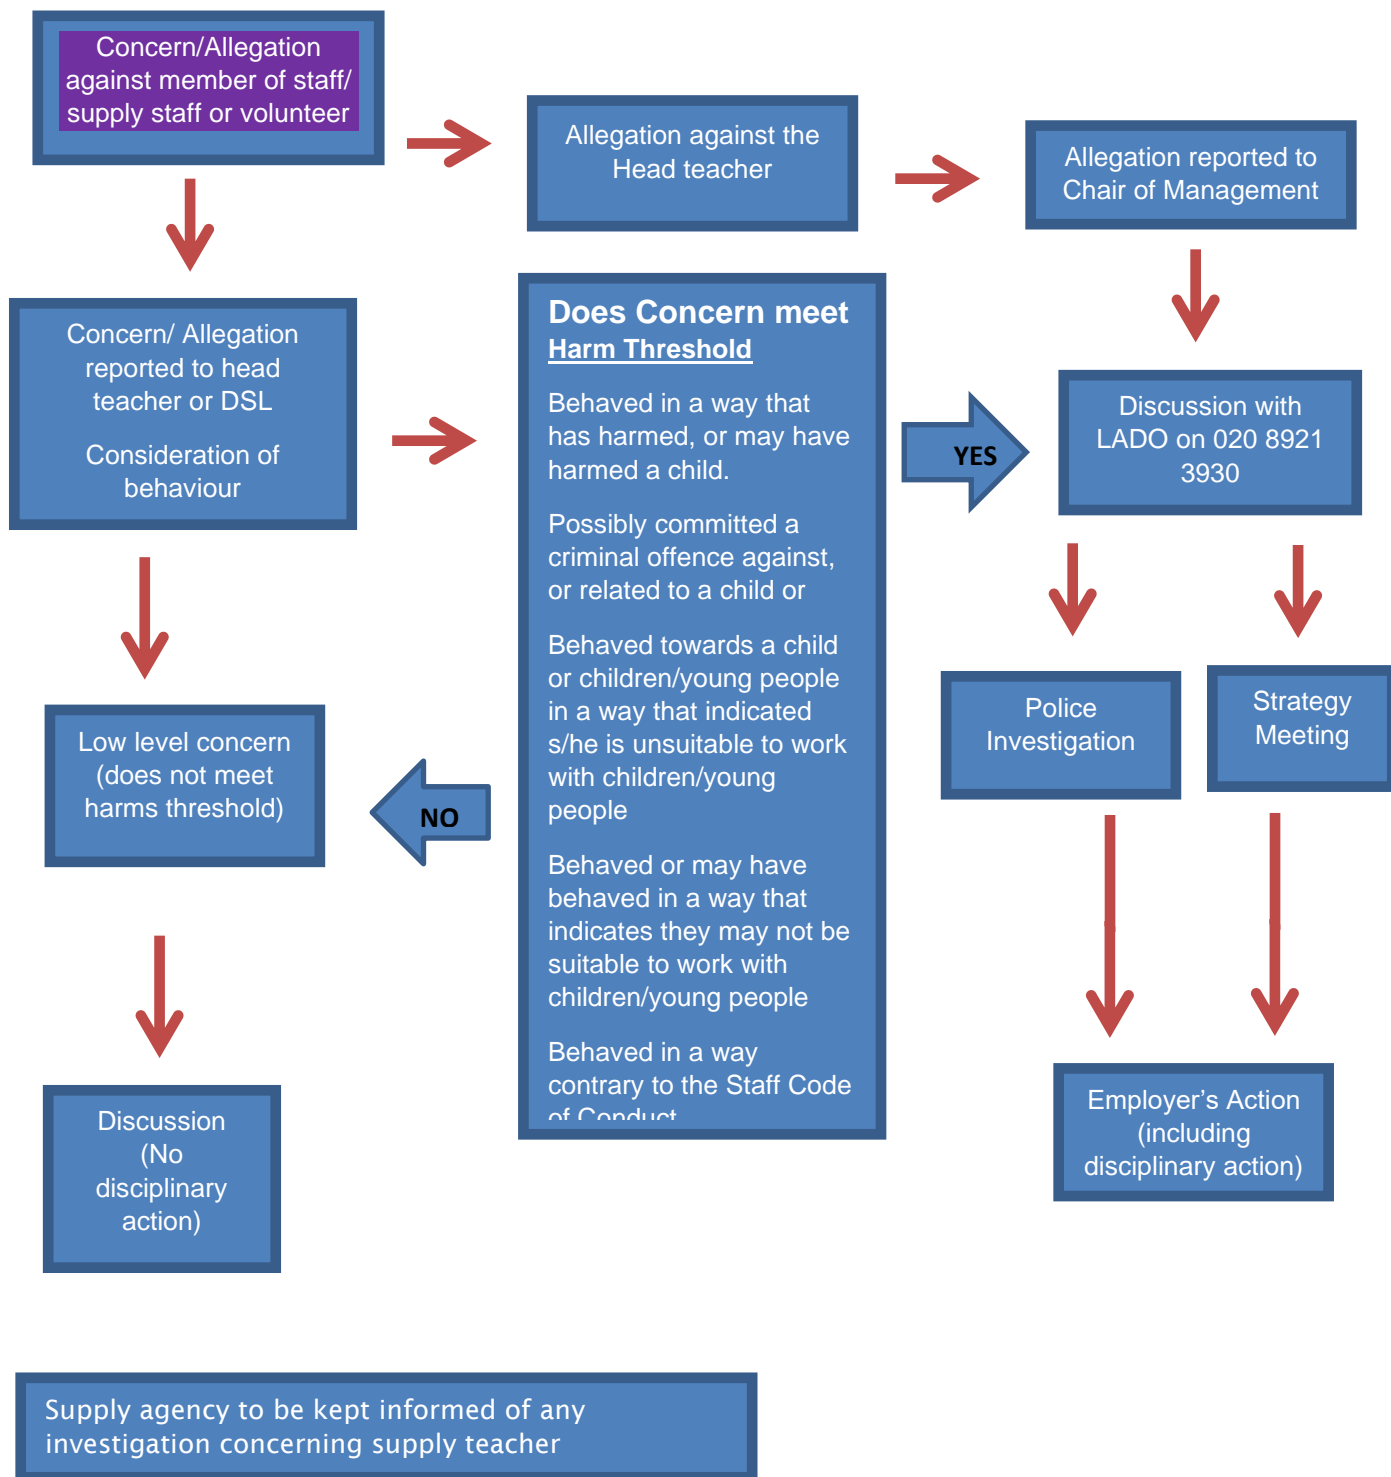 Concern/Allegation
against member of staff/
supply staff or volunteer
Allegation against the
Head teacher
Allegation reported to
Chair of Management
Concern/ Allegation
reported to head
teacher or DSL
Consideration of
behaviour
Does Concern meet
Harm Threshold
Behaved in a way that
has harmed, or may have
harmed a child.
Possibly committed a
criminal offence against,
or related to a child or
Behaved towards a child
or children/young people
in a way that indicated
s/he is unsuitable to work
with children/young
people
Behaved or may have
behaved in a way that
indicates they may not be
suitable to work with
children/young people
Behaved in a way
contrary to the Staff Code
of Conduct
YES
Discussion with
LADO on 020 8921
3930
NO
Low level concern
(does not meet
harms threshold)
Police
Investigation
Strategy
Meeting
Discussion
(No
disciplinary
action)
Employer's Action
(including
disciplinary action)
Supply agency to be kept informed of any
investigation concerning supply teacher